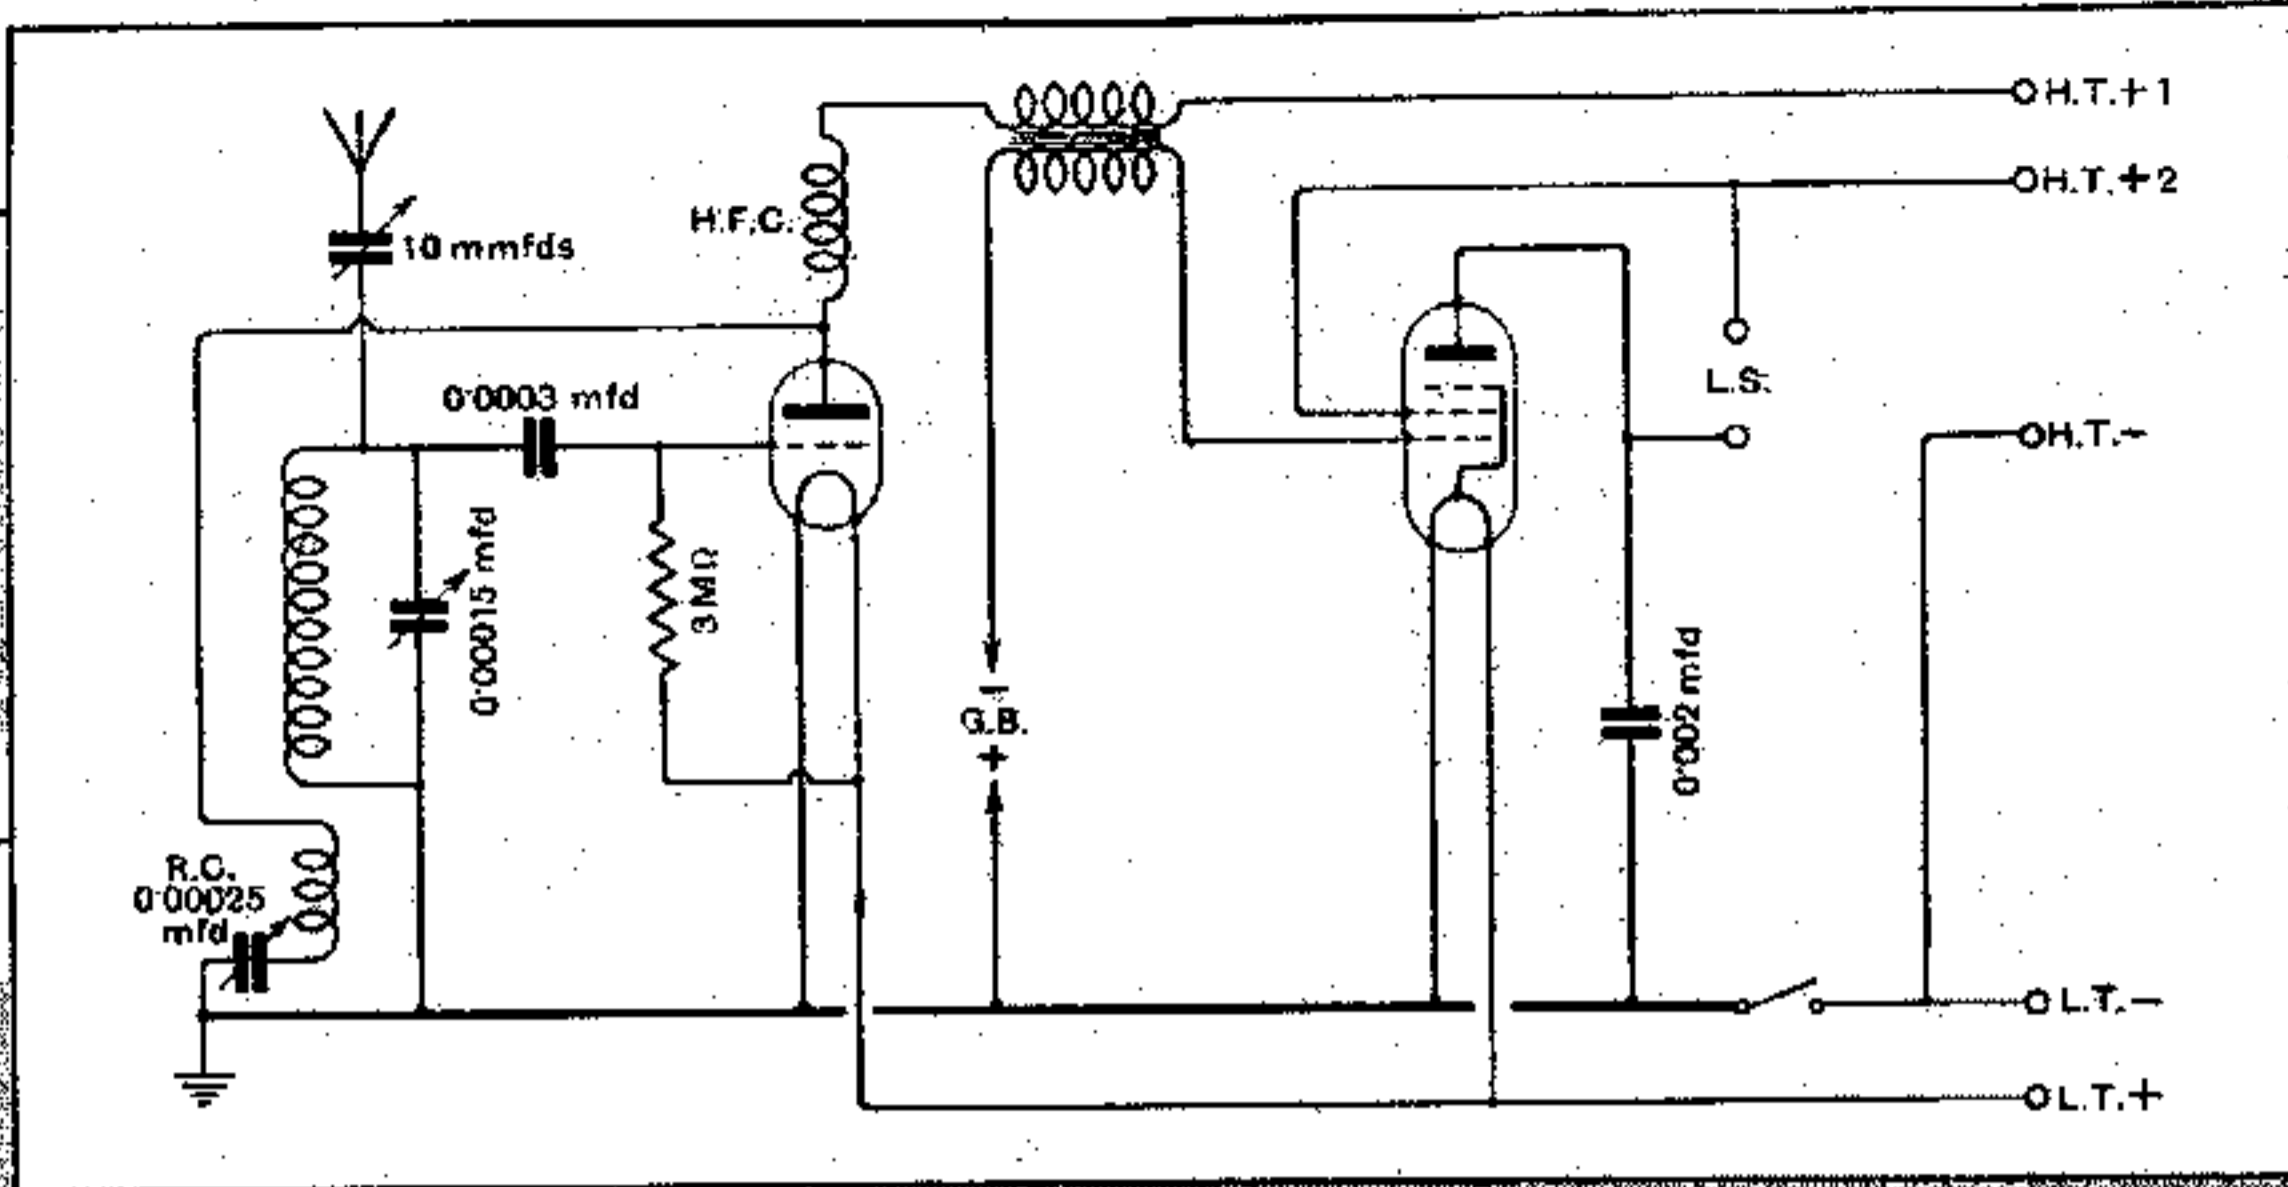 H.T.+1
H.T.+2
H.F.C.
10 mmfds
0·0003 mfd
L.S.
H.T.-
0·00015 mfd
3 MΩ
-
G.B.
+
0·002 mfd
R.C.
0·00025
mfd
L.T.-
L.T.+